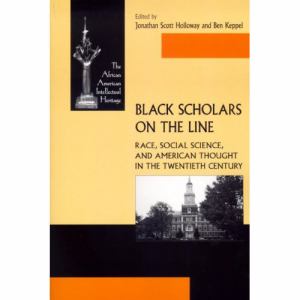 Edited by
Jonathan Scott Holloway and Ben Keppel
The
African
American
Intellectual
Heritage
BLACK SCHOLARS
ON THE LINE
RACE, SOCIAL SCIENCE,
AND AMERICAN THOUGHT
IN THE TWENTIETH CENTURY